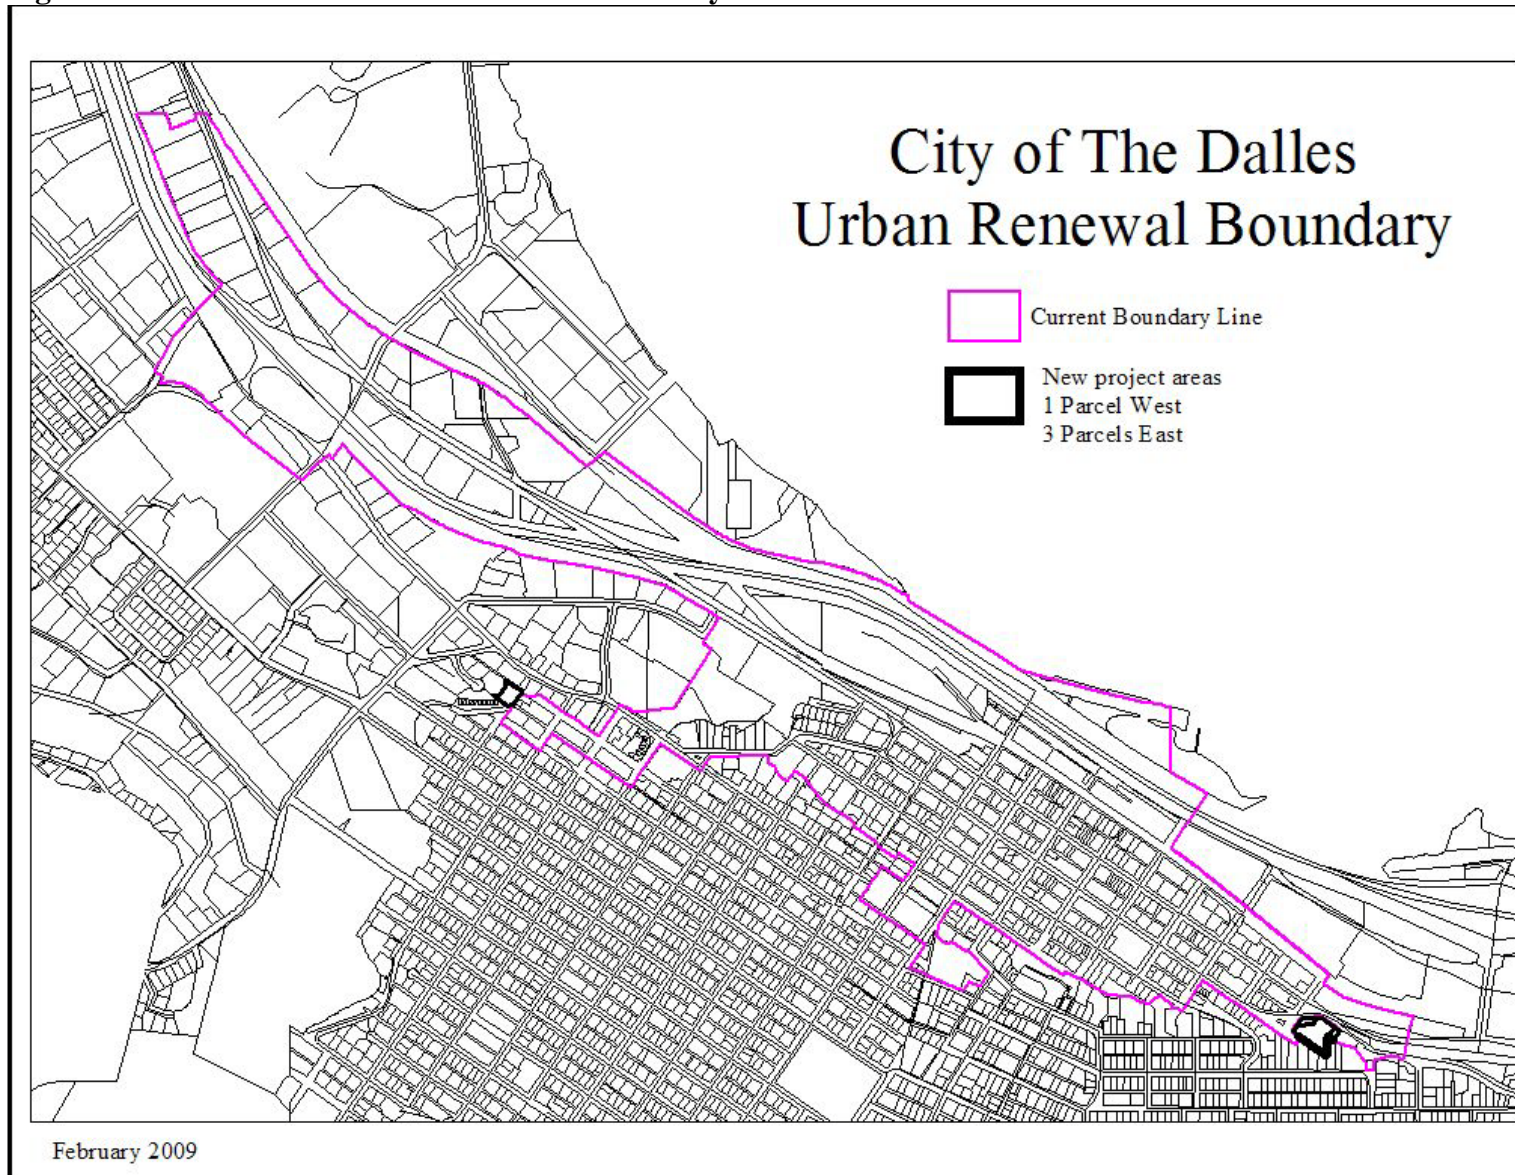 City of The Dalles
Urban Renewal Boundary
Current Boundary Line
New project areas
1 Parcel West
3 Parcels East
February 2009